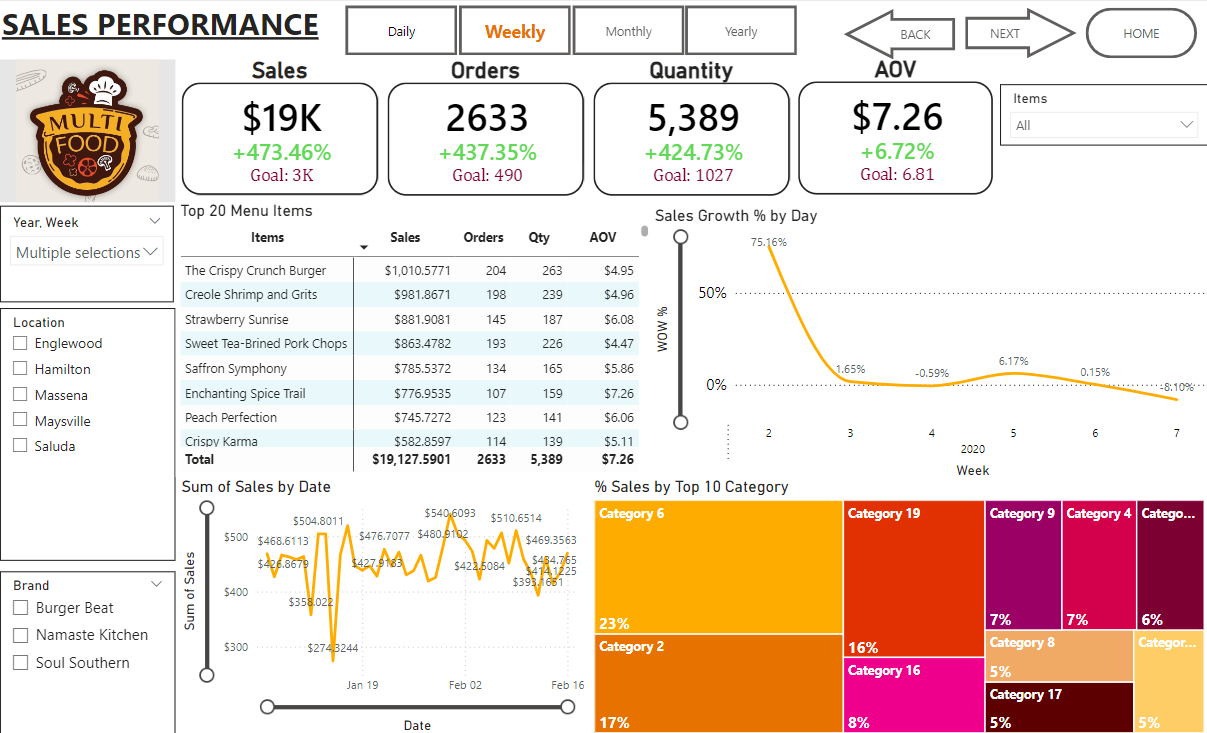 SALES PERFORMANCE
Daily
Weekly
Monthly
Yearly
BACK
NEXT
HOME
MULTI
FOOD
Sales
$19K
+473.46%
Goal: 3K
Orders
2633
+437.35%
Goal: 490
Quantity
5,389
+424.73%
Goal: 1027
AOV
$7.26
+6.72%
Goal: 6.81
Items
All
Year, Week
Multiple selections
Location
Englewood
Hamilton
Massena
Maysville
Saluda
Brand
Burger Beat
Namaste Kitchen
Soul Southern
Top 20 Menu Items
Items Sales Orders Qty AOV
The Crispy Crunch Burger $1,010.5771 204 263 $4.95
Creole Shrimp and Grits $981.8671 198 239 $4.96
Strawberry Sunrise $881.9081 145 187 $6.08
Sweet Tea-Brined Pork Chops $863.4782 193 226 $4.47
Saffron Symphony $785.5372 134 165 $5.86
Enchanting Spice Trail $776.9535 107 159 $7.26
Peach Perfection $745.7272 123 141 $6.06
Crispy Karma $582.8597 114 139 $5.11
Total $19,127.5901 2633 5,389 $7.26
Sales Growth % by Day
WOW %
50%
0%
75.16%
1.65%
-0.59%
6.17%
0.15%
-8.10%
2 3 4 5 6 7
2020
Week
Sum of Sales by Date
Sum of Sales
$500
$400
$300
$468.6113
$426.8679
$504.8011
$358.022
$274.3244
$476.7077
$427.9183
$540.6093
$480.9102
$422.5084
$510.6514
$469.3563
$434.765
$414.1225
$393.1651
Jan 19 Feb 02 Feb 16
Date
% Sales by Top 10 Category
Category 6
23%
Category 2
17%
Category 19
16%
Category 16
8%
Category 9
7%
Category 4
7%
Catego...
6%
Category 8
5%
Category 17
5%
Categor...
5%